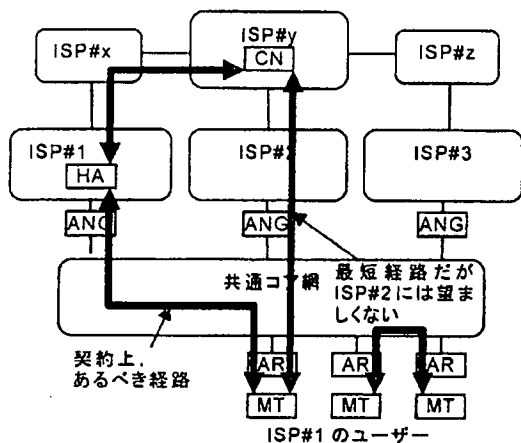 ISP#x
ISP#y
CN
ISP#z
ISP#1
HA
ISP#2
ISP#3
ANG
ANG
ANG
共通コア網
最短経路だが
ISP#2には望ま
しくない
契約上,
あるべき経路
AR
AR
AR
MT
MT
MT
ISP#1のユーザー